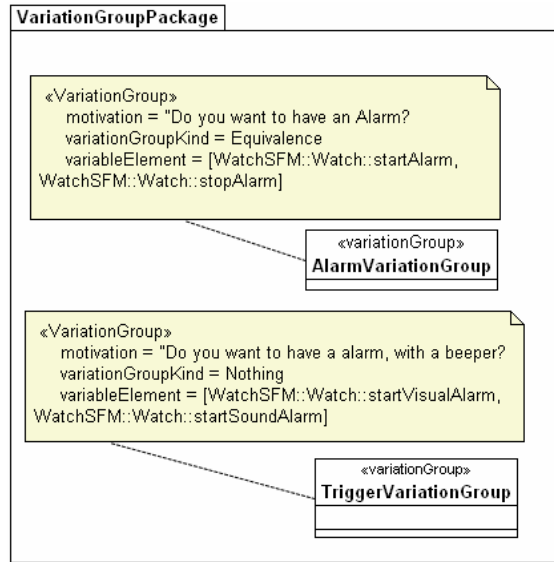 VariationGroupPackage
«VariationGroup»
motivation = "Do you want to have an Alarm?
variationGroupKind = Equivalence
variableElement = [WatchSFM::Watch::startAlarm,
WatchSFM::Watch::stopAlarm]
«variationGroup»
AlarmVariationGroup
«VariationGroup»
motivation = "Do you want to have a alarm, with a beeper?
variationGroupKind = Nothing
variableElement = [WatchSFM::Watch::startVisualAlarm,
WatchSFM::Watch::startSoundAlarm]
«variationGroup»
TriggerVariationGroup